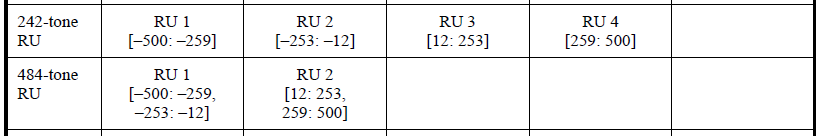 242-tone RU 1 RU 2 RU 3 RU 4
RU [–500: –259] [–253: –12] [12: 253] [259: 500]
484-tone RU 1 RU 2
RU [–500: –259, [12: 253,
–253: –12] 259: 500]